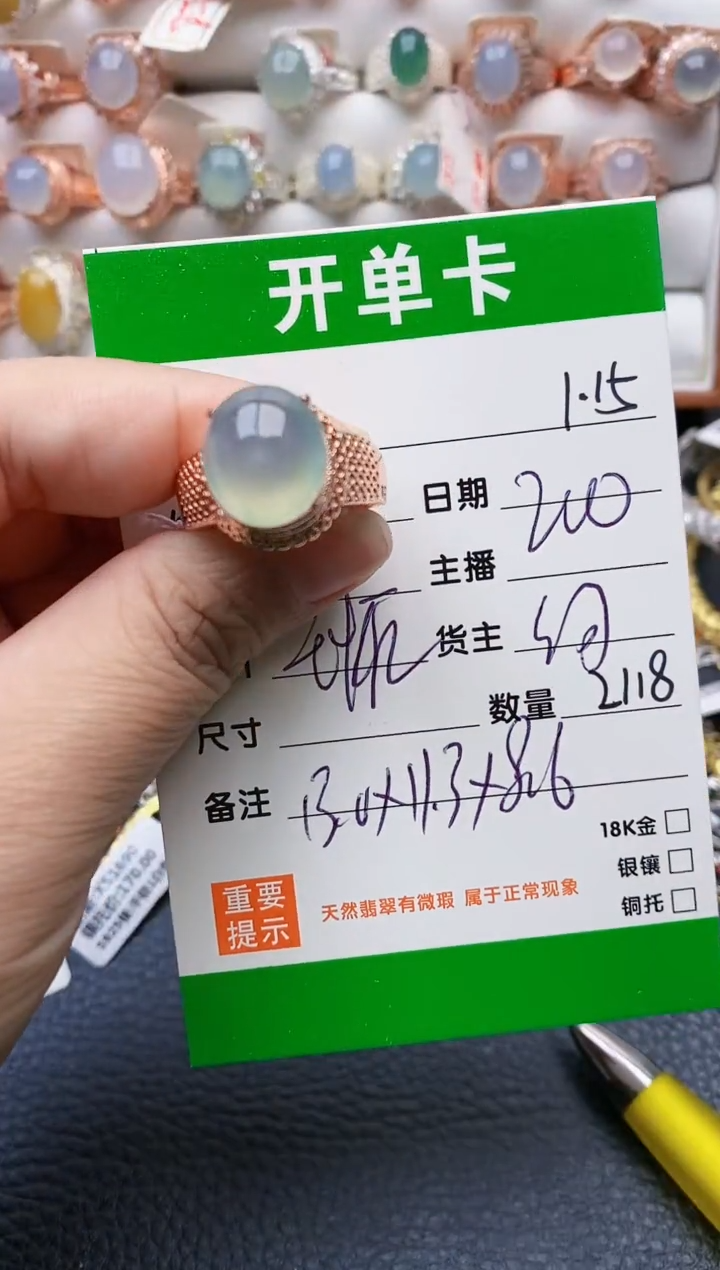 开单卡
1.15
日期 200
主播
货主
尺寸 数量 2118
备注 13.0×11.3×8.6
18K金
银镶
铜托
重要提示
天然翡翠有微瑕 属于正常现象